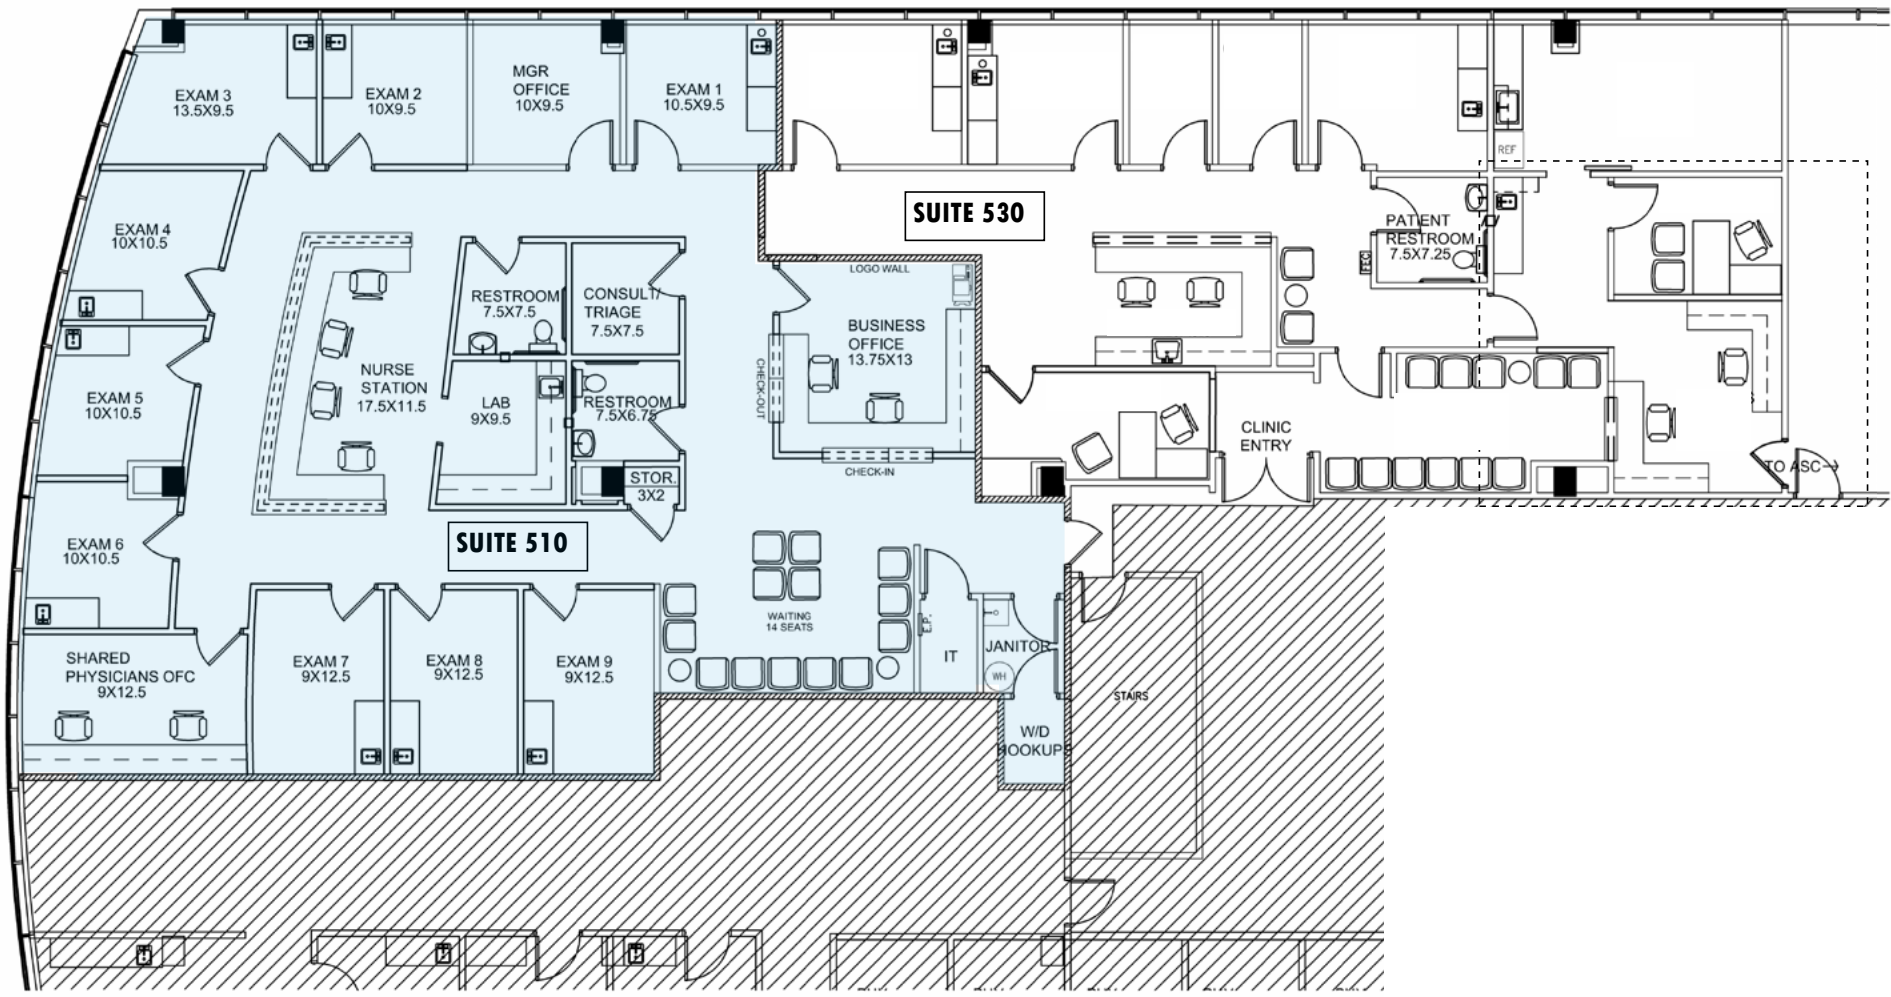 EXAM 3
13.5X9.5
EXAM 2
10X9.5
MGR
OFFICE
10X9.5
EXAM 1
10.5X9.5
REF
SUITE 530
PATIENT
RESTROOM
7.5X7.25
FEC
EXAM 4
10X10.5
RESTROOM
7.5X7.5
CONSULT/
TRIAGE
7.5X7.5
LOGO WALL
BUSINESS
OFFICE
13.75X13
CHECK-OUT
CHECK-IN
NURSE
STATION
17.5X11.5
LAB
9X9.5
RESTROOM
7.5X6.75
STOR.
3X2
EXAM 5
10X10.5
CLINIC
ENTRY
TO ASC
EXAM 6
10X10.5
SUITE 510
WAITING
14 SEATS
E.P.
IT
JANITOR
WH
W/D
HOOKUPS
STAIRS
SHARED
PHYSICIANS OFC
9X12.5
EXAM 7
9X12.5
EXAM 8
9X12.5
EXAM 9
9X12.5